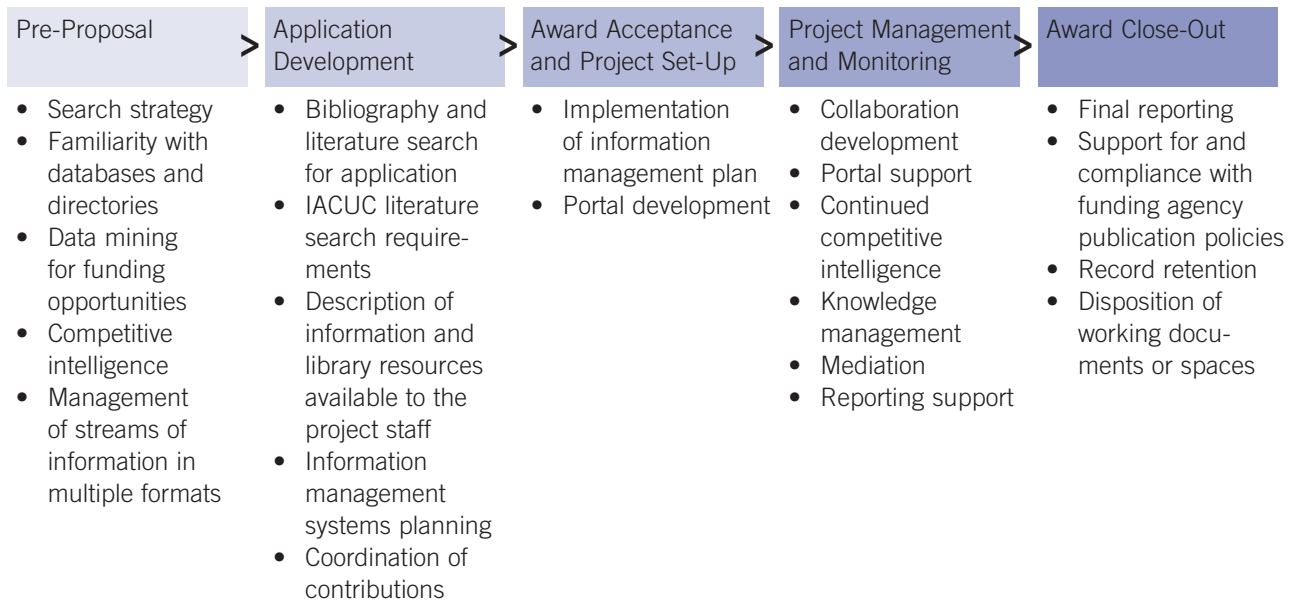 Pre-Proposal
>
Application
Development
>
Award Acceptance
and Project Set-Up
>
Project Management
and Monitoring
>
Award Close-Out
• Search strategy
• Familiarity with
databases and
directories
• Data mining
for funding
opportunities
• Competitive
intelligence
• Management
of streams of
information in
multiple formats
• Bibliography and
literature search
for application
• IACUC literature
search require-
ments
• Description of
information and
library resources
available to the
project staff
• Information
management
systems planning
• Coordination of
contributions
• Implementation
of information
management plan
• Portal development
• Collaboration
development
• Portal support
• Continued
competitive
intelligence
• Knowledge
management
• Mediation
• Reporting support
• Final reporting
• Support for and
compliance with
funding agency
publication policies
• Record retention
• Disposition of
working docu-
ments or spaces